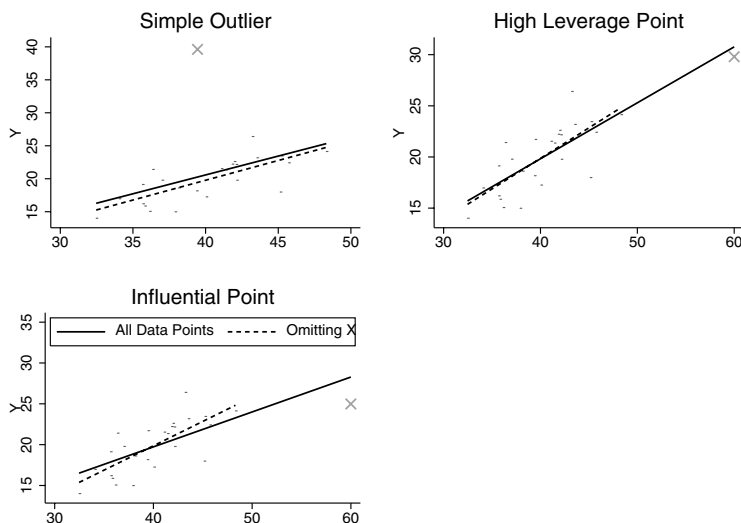 Simple Outlier
Y
15 20 25 30 35 40
30 35 40 45 50
High Leverage Point
Y
15 20 25 30
30 40 50 60
Influential Point
All Data Points Omitting X
Y
15 20 25 30 35
30 40 50 60